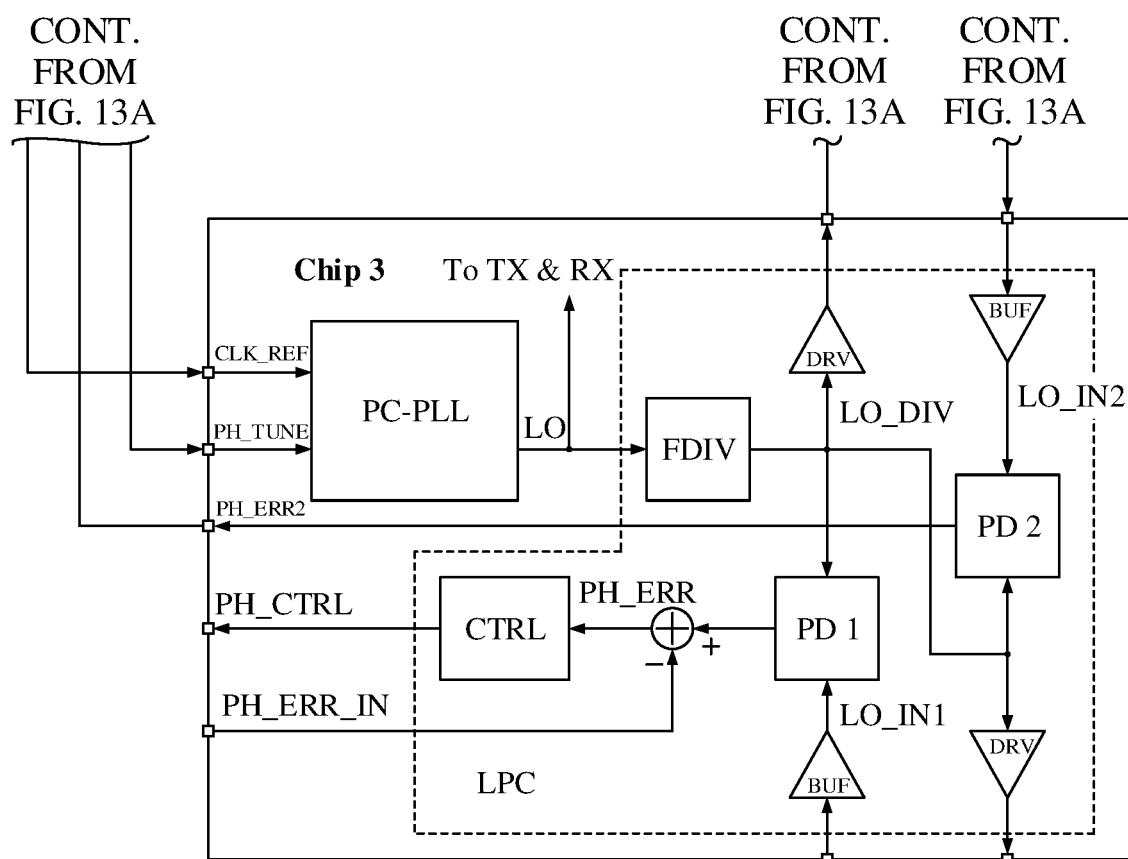 CONT.
FROM
FIG. 13A
CONT.
FROM
FIG. 13A
CONT.
FROM
FIG. 13A
Chip 3
To TX & RX
BUF
CLK_REF
DRV
PC-PLL
LO_IN2
LO_DIV
PH_TUNE
LO
FDIV
PH_ERR2
PD 2
PH_CTRL
CTRL
PH_ERR
PD 1
+
−
PH_ERR_IN
LO_IN1
DRV
LPC
BUF